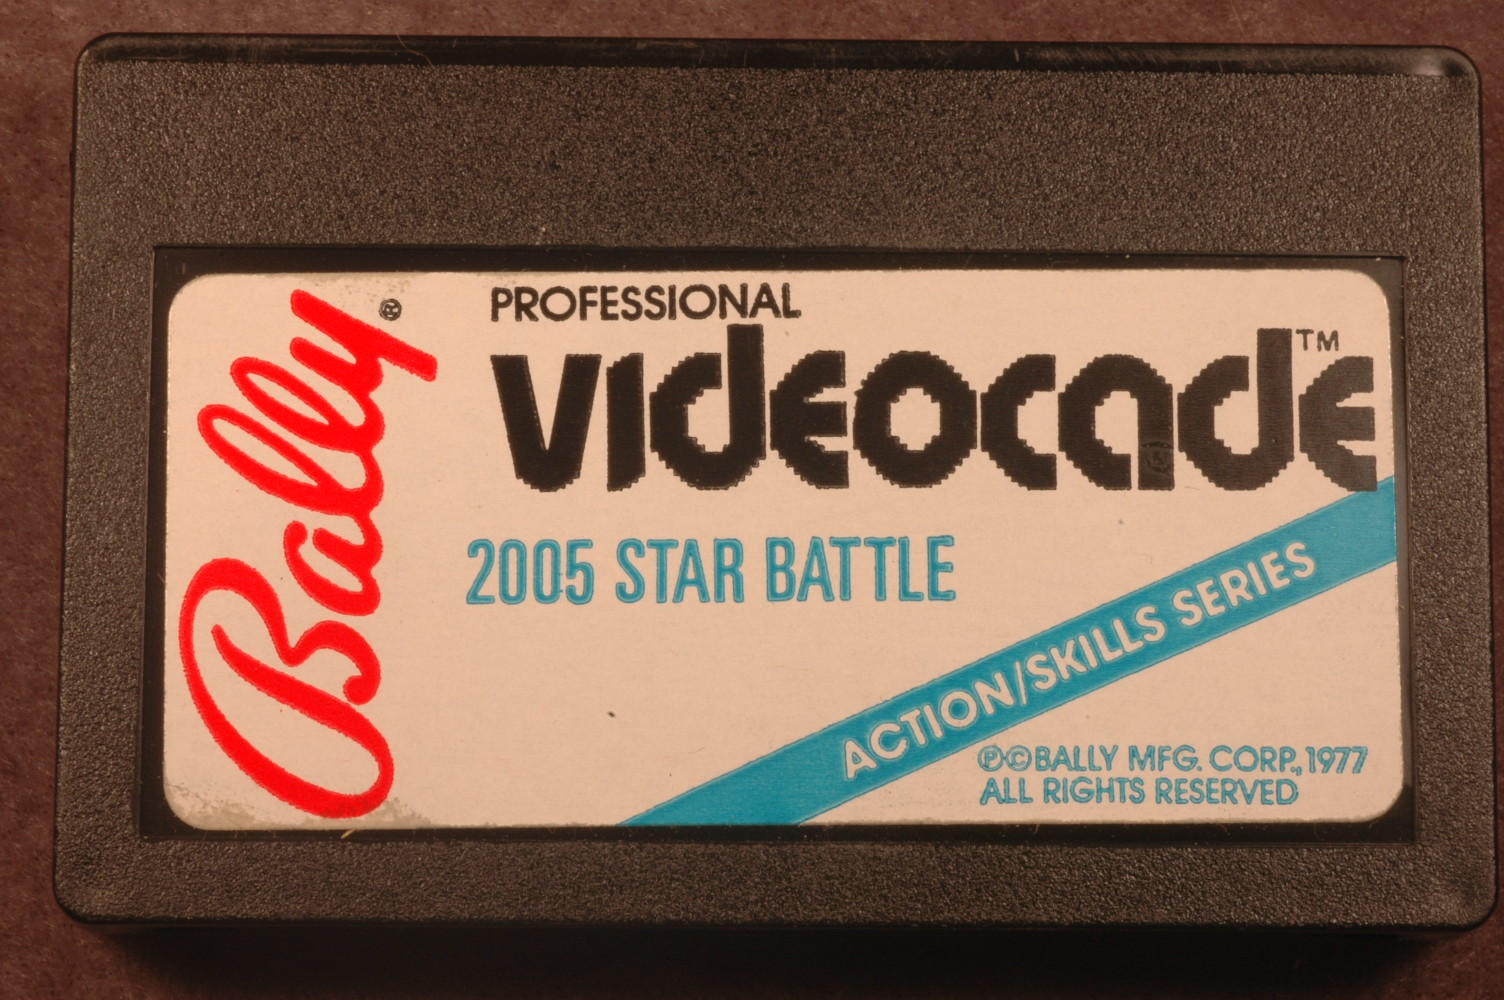 Bally®
PROFESSIONAL
VIDEOCADE™
2005 STAR BATTLE
ACTION/SKILLS SERIES
℗©BALLY MFG. CORP., 1977
ALL RIGHTS RESERVED